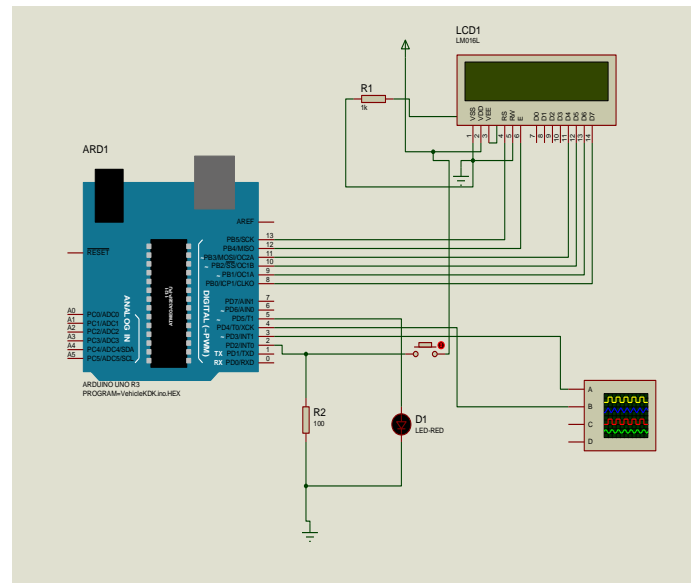 LCD1
LM016L
R1
1k
VSS
VDD
VEE
RS
RW
E
D0
D1
D2
D3
D4
D5
D6
D7
1
2
3
4
5
6
7
8
9
10
11
12
13
14
ARD1
AREF
13
PB5/SCK
12
PB4/MISO
11
~PB3/MOSI/OC2A
10
~PB2/SS/OC1B
9
~PB1/OC1A
8
PB0/ICP1/CLKO
RESET
DIGITAL (~PWM)
ANALOG IN
7
PD7/AIN1
6
~PD6/AIN0
5
~PD5/T1
4
PD4/T0/XCK
3
~PD3/INT1
2
PD2/INT0
1
TX PD1/TXD
0
RX PD0/RXD
A0
PC0/ADC0
A1
PC1/ADC1
A2
PC2/ADC2
A3
PC3/ADC3
A4
PC4/ADC4/SDA
A5
PC5/ADC5/SCL
ARDUINO UNO R3
PROGRAM=VehicleKDK.ino.HEX
R2
100
D1
LED-RED
A
B
C
D